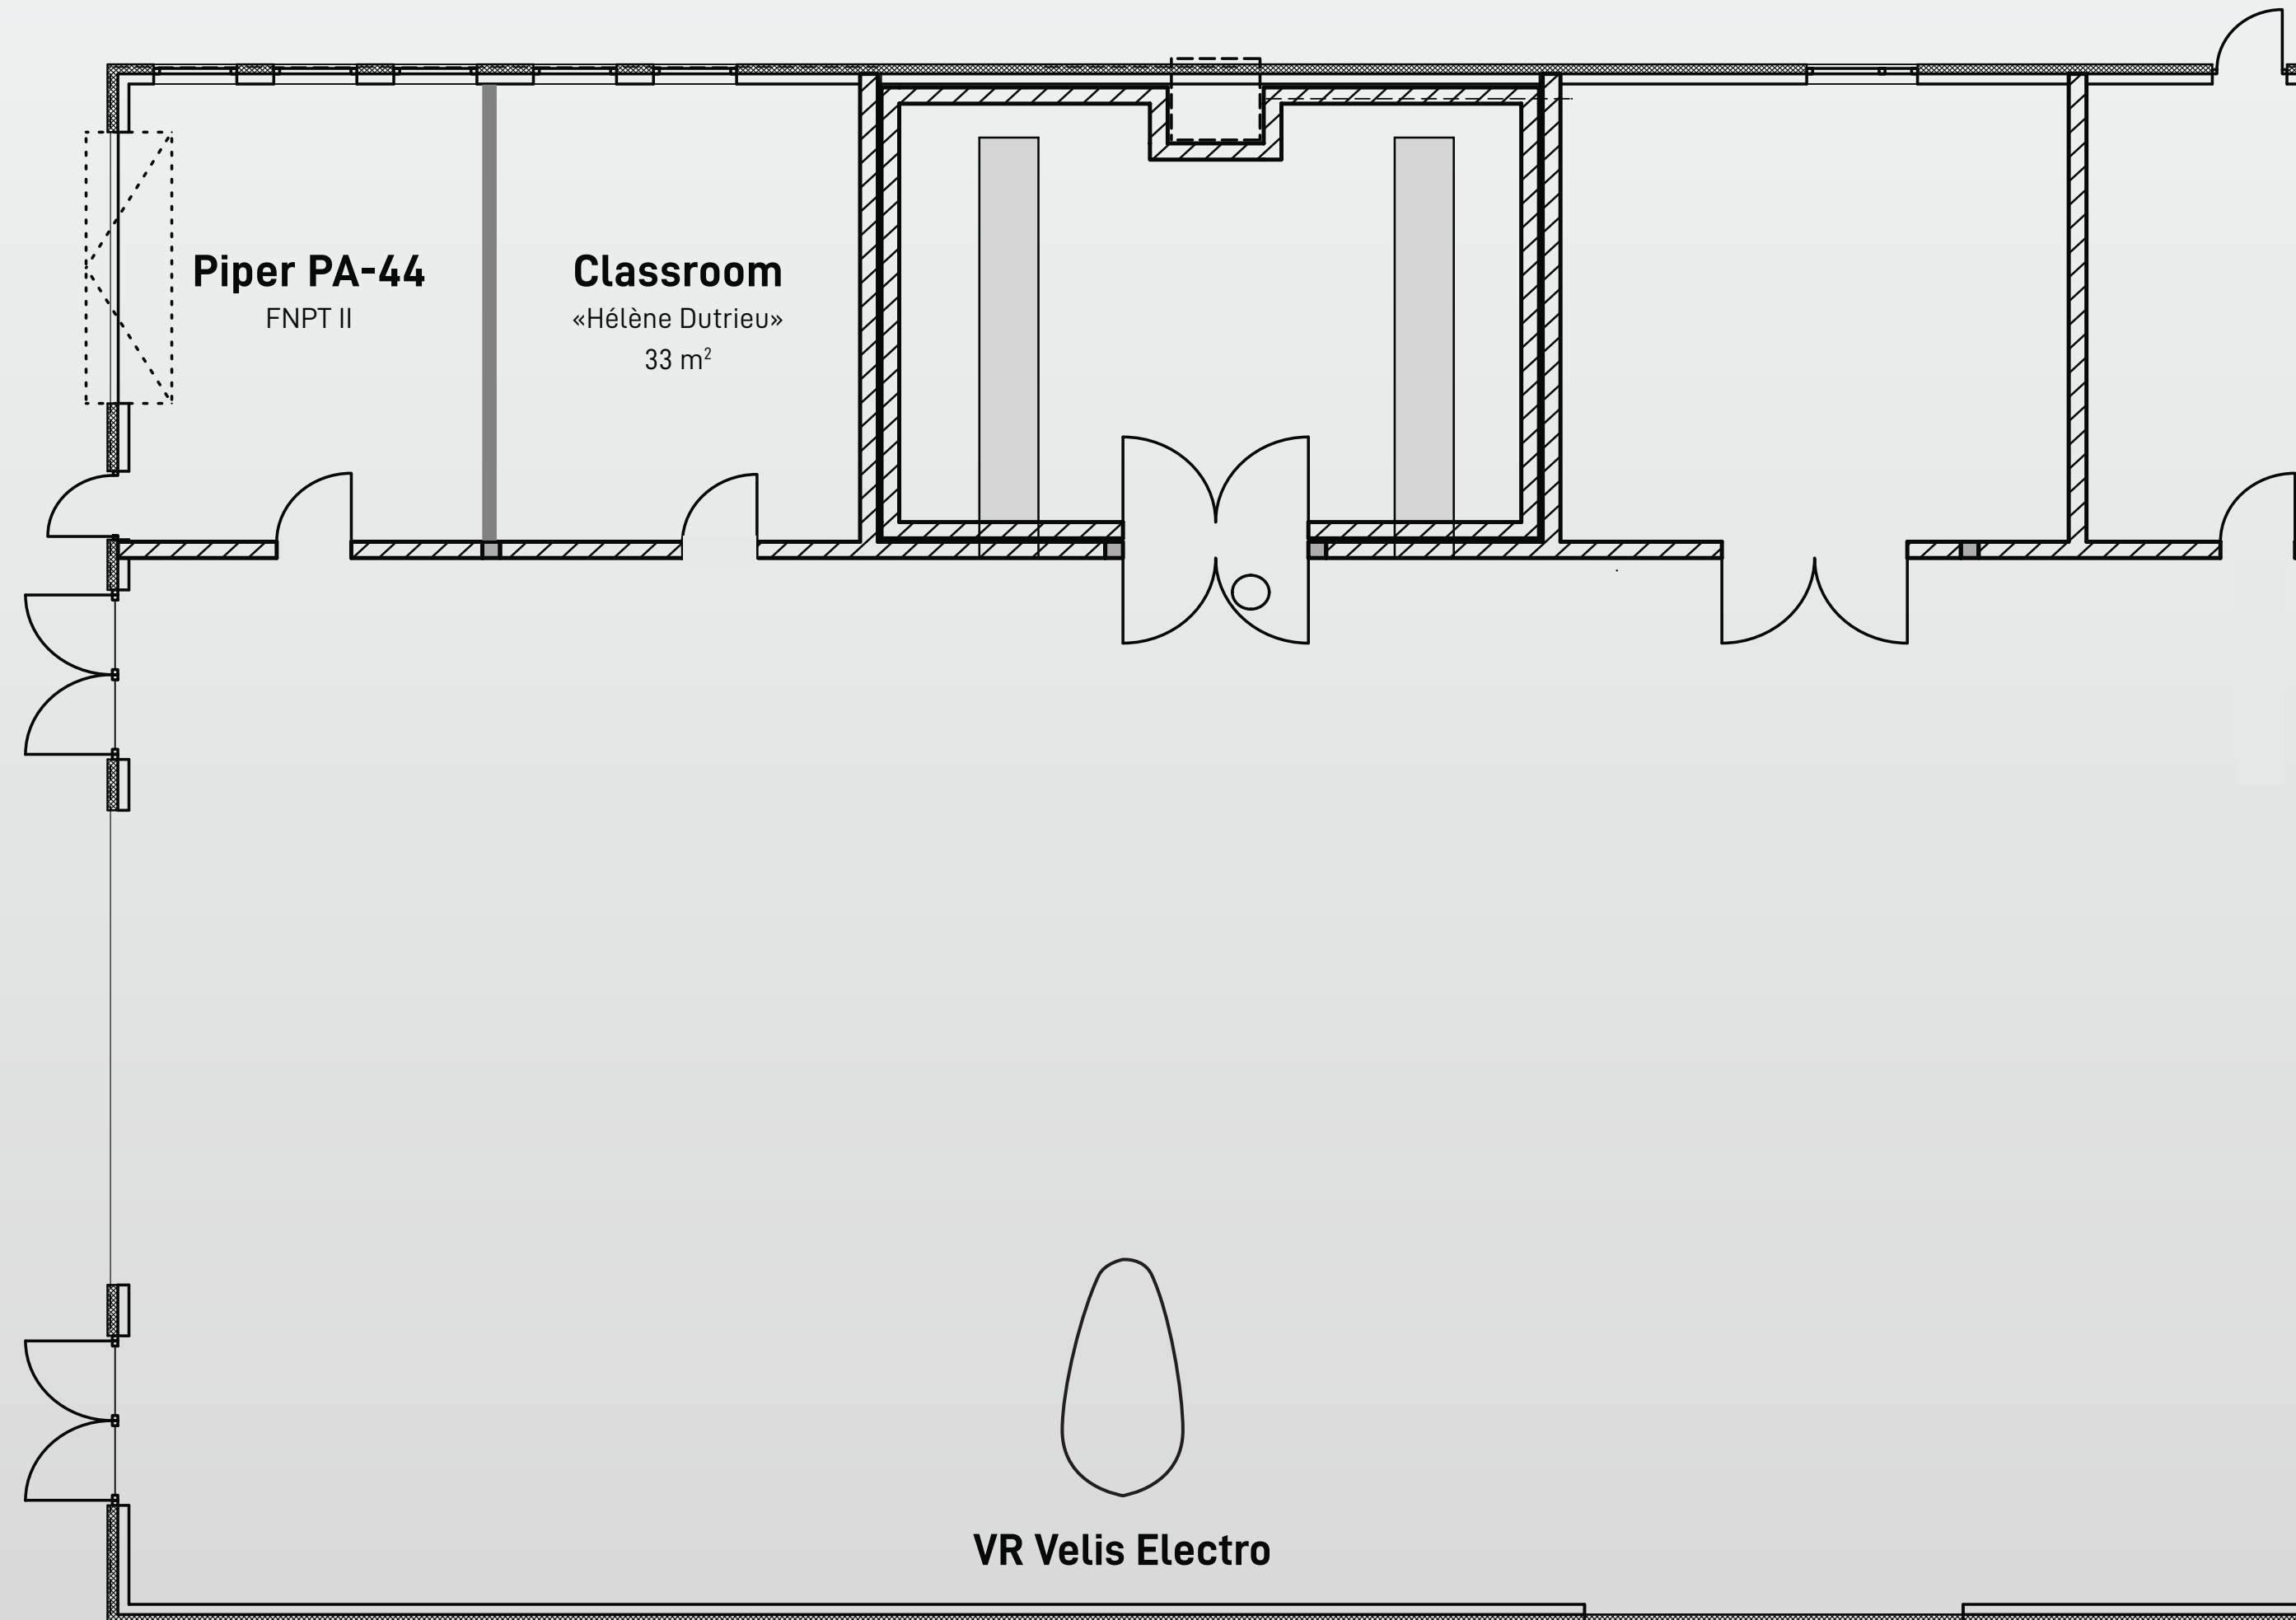 Piper PA-44
FNPT II
Classroom
«Hélène Dutrieu»
33 m²
VR Velis Electro